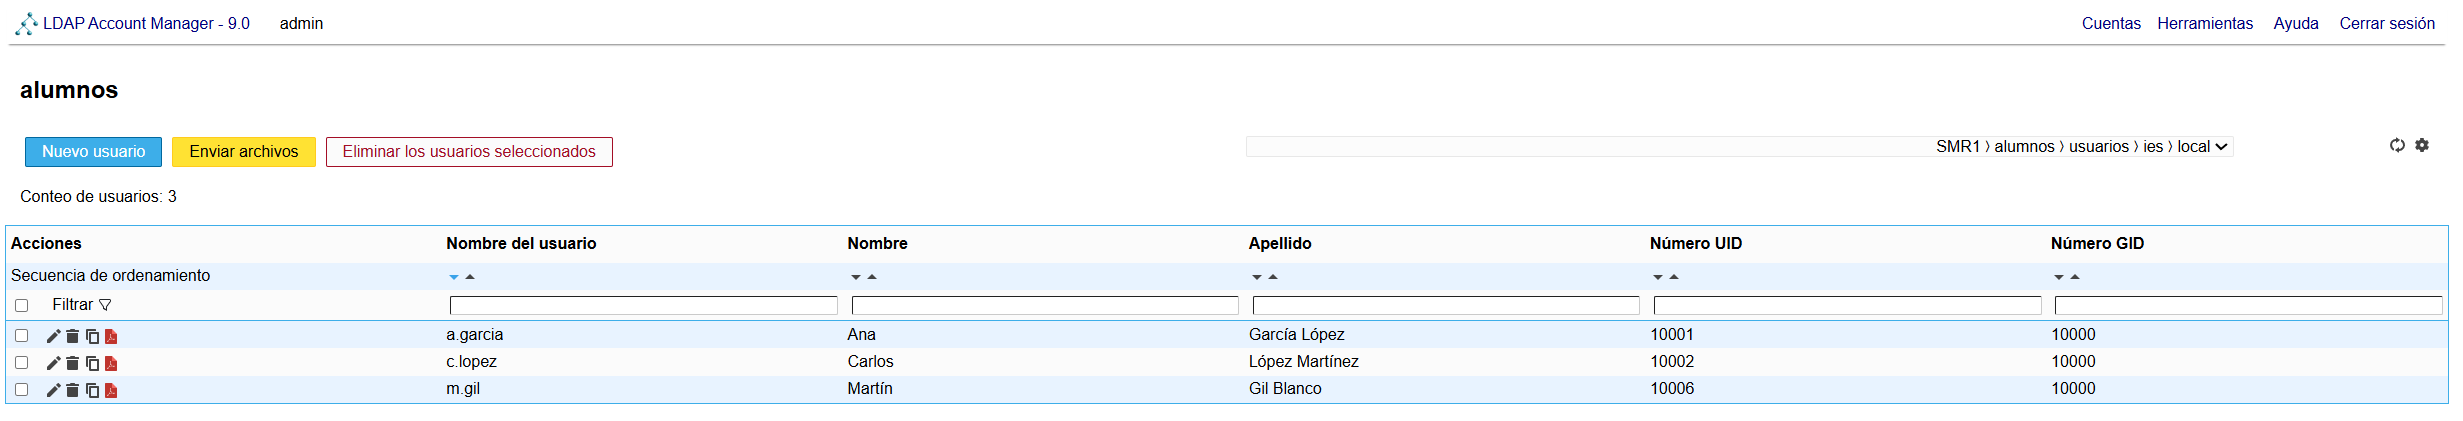 LDAP Account Manager - 9.0 admin Cuentas Herramientas Ayuda Cerrar sesión
alumnos
Nuevo usuario Enviar archivos Eliminar los usuarios seleccionados SMR1 › alumnos › usuarios › ies › local
Conteo de usuarios: 3
Acciones Nombre del usuario Nombre Apellido Número UID Número GID
Secuencia de ordenamiento
Filtrar
a.garcia Ana García López 10001 10000
c.lopez Carlos López Martínez 10002 10000
m.gil Martín Gil Blanco 10006 10000